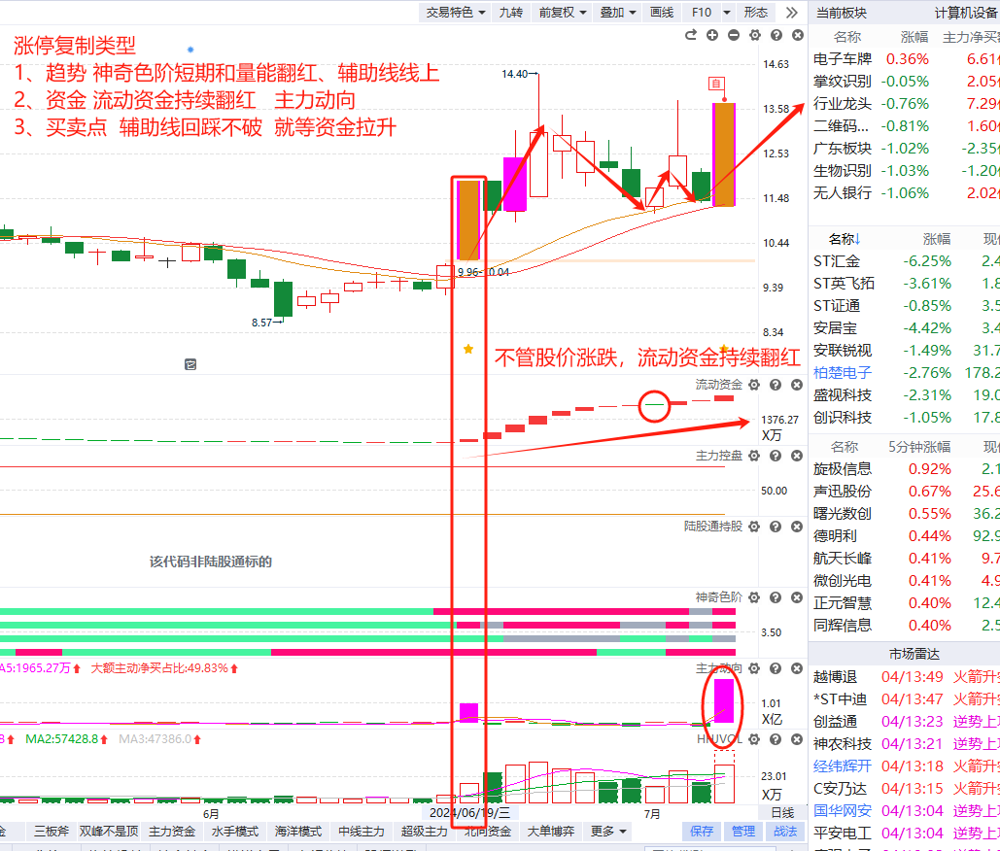 交易特色 九转 前复权 叠加 画线 F10 形态
涨停复制类型
1、趋势 神奇色阶短期和量能翻红、辅助线线上
2、资金 流动资金持续翻红 主力动向
3、买卖点 辅助线回踩不破 就等资金拉升
14.40
自
14.63
13.58
12.53
11.48
10.44
9.39
8.34
9.96
0.04
8.57
不管股价涨跌，流动资金持续翻红
流动资金
1376.27
X万
主力控盘
50.00
陆股通持股
该代码非陆股通标的
神奇色阶
3.50
A5:1965.27万 大额主动净买占比:49.83%
主力动向
1.01
X亿
MA2:57428.8 MA3:47386.0
23.01
X万
6月 2024/06/19/三 7月 日线
金 三板斧 双峰不是顶 主力资金 水手模式 海洋模式 中线主力 超级主力 北向资金 大单博弈 更多 保存 管理 战法
当前板块 计算机设备
名称 涨幅 主力净买
电子车牌 0.36% 6.61
掌纹识别 -0.05% 2.05
行业龙头 -0.76% 7.29
二维码... -0.81% 1.60
广东板块 -1.02% -2.35
生物识别 -1.03% -1.20
无人银行 -1.06% 2.02
名称↓ 涨幅 现
ST汇金 -6.25% 2.4
ST英飞拓 -3.61% 1.8
ST证通 -0.85% 3.5
安居宝 -4.42% 3.4
安联锐视 -1.49% 31.7
柏楚电子 -2.76% 178.2
盛视科技 -2.31% 19.0
创识科技 -1.05% 17.8
名称 5分钟涨幅 现
旋极信息 0.92% 2.1
声迅股份 0.67% 25.6
曙光数创 0.55% 36.2
德明利 0.44% 92.9
航天长峰 0.41% 9.7
微创光电 0.41% 4.9
正元智慧 0.40% 12.4
同辉信息 0.40% 2.5
市场雷达
越博退 04/13:49 火箭升
*ST中迪 04/13:47 火箭升
创益通 04/13:23 逆势上
神农科技 04/13:21 逆势上
经纬辉开 04/13:18 火箭升
C安乃达 04/13:15 火箭升
国华网安 04/13:04 逆势上
平安电工 04/13:04 逆势上